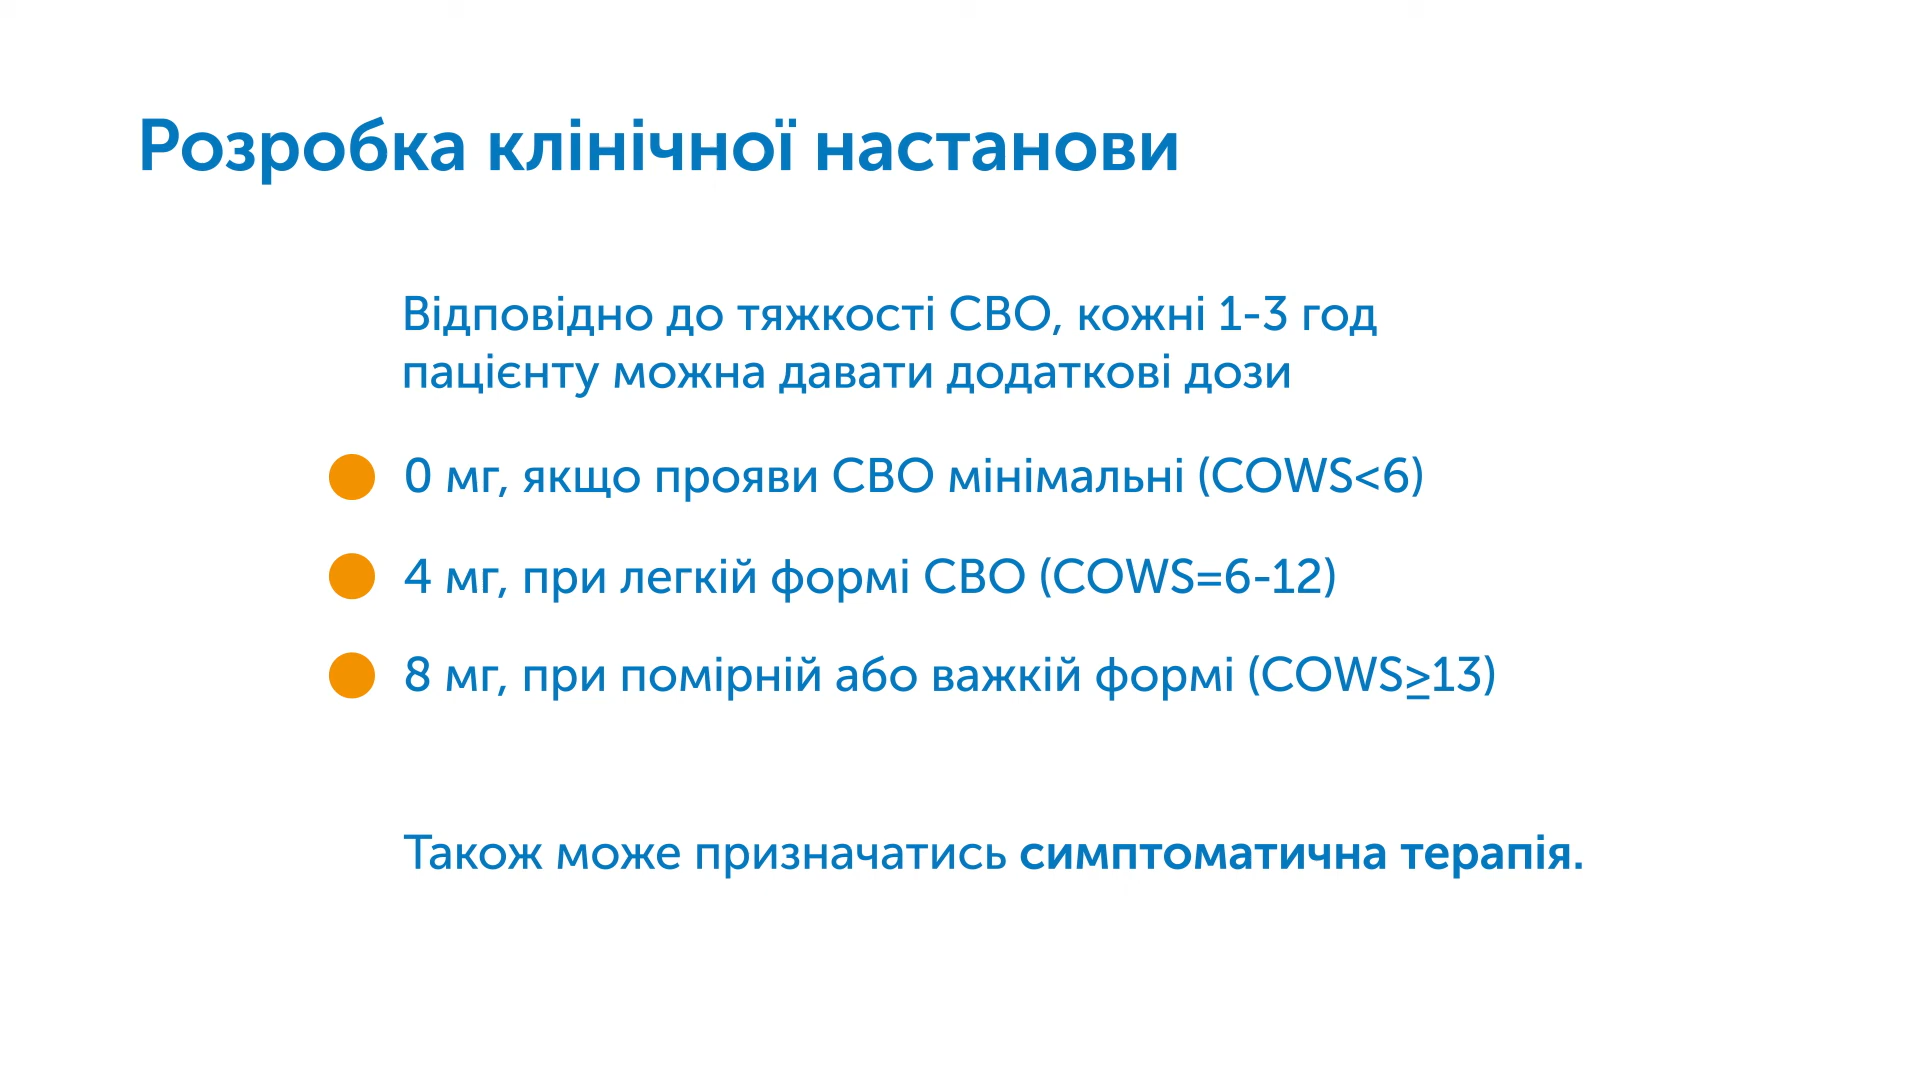 Розробка клінічної настанови
Відповідно до тяжкості СВО, кожні 1-3 год
пацієнту можна давати додаткові дози
0 мг, якщо прояви СВО мінімальні (COWS<6)
4 мг, при легкій формі СВО (COWS=6-12)
8 мг, при помірній або важкій формі (COWS≥13)
Також може призначатись симптоматична терапія.